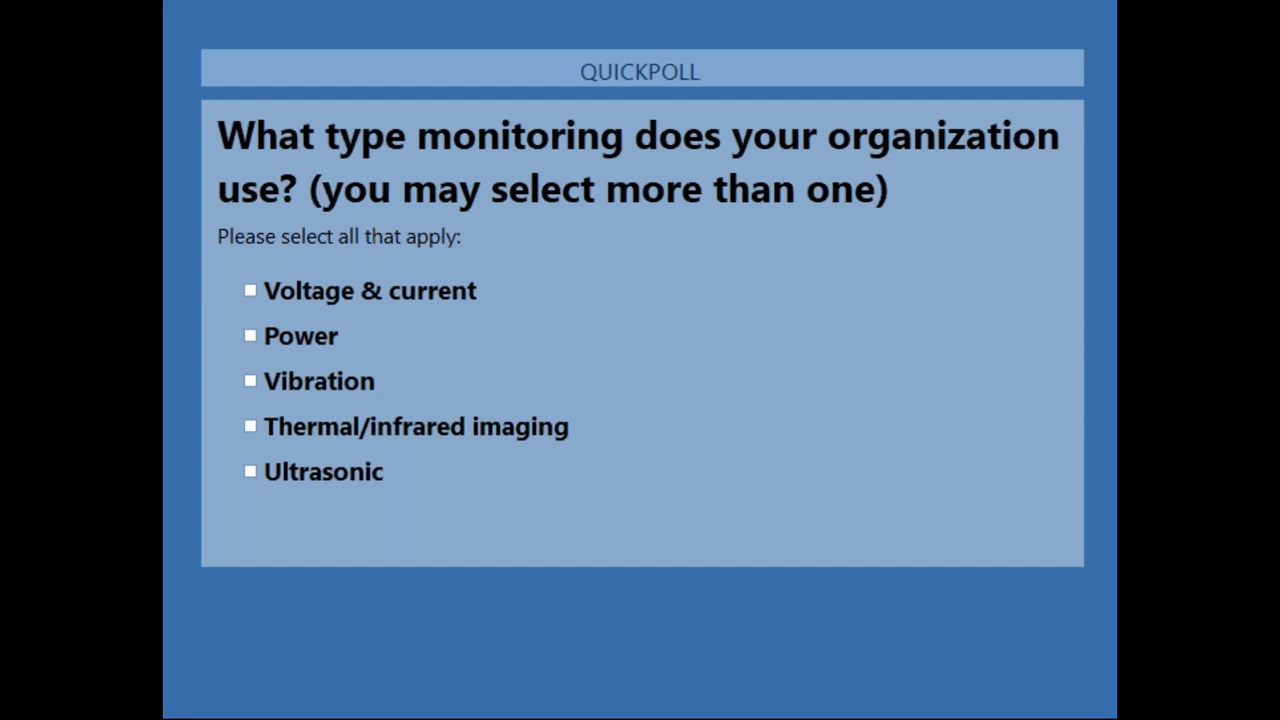 QUICKPOLL
What type monitoring does your organization
use? (you may select more than one)
Please select all that apply:
Voltage & current
Power
Vibration
Thermal/infrared imaging
Ultrasonic